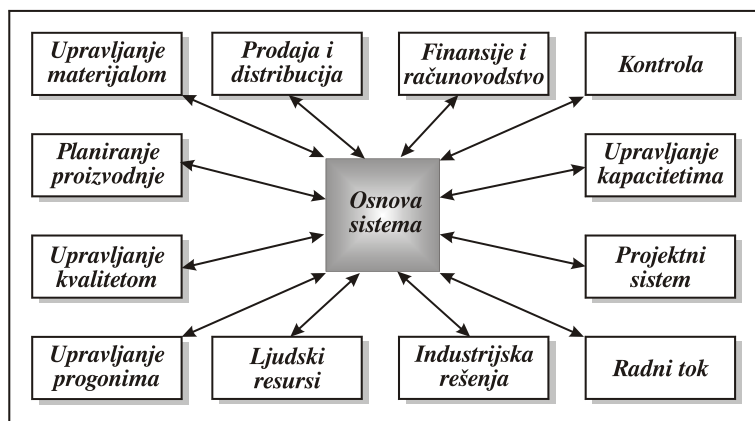 Upravljanje
materijalom
Prodaja i
distribucija
Finansije i
računovodstvo
Kontrola
Planiranje
proizvodnje
Osnova
sistema
Upravljanje
kapacitetima
Upravljanje
kvalitetom
Projektni
sistem
Upravljanje
progonima
Ljudski
resursi
Industrijska
rešenja
Radni tok